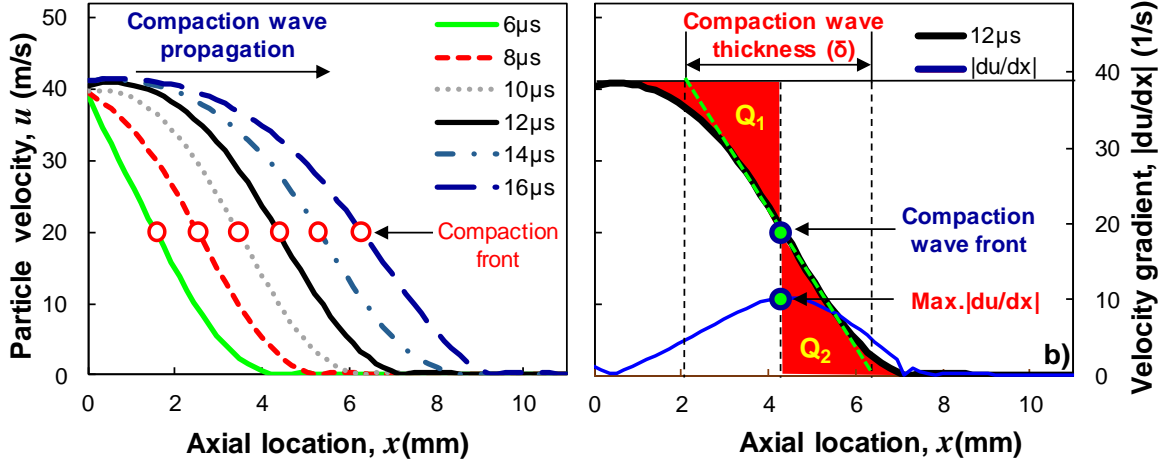 Compaction wave
propagation
6μs
8μs
10μs
12μs
14μs
16μs
Compaction
front
50
40
30
20
10
0
Particle velocity, u (m/s)
0 2 4 6 8 10
Axial location, x(mm)
Compaction wave
thickness (δ)
12μs
|du/dx|
Q1
Compaction
wave front
Max.|du/dx|
Q2
b)
40
30
20
10
0
Velocity gradient, |du/dx| (1/s)
0 2 4 6 8 10
Axial location, x(mm)